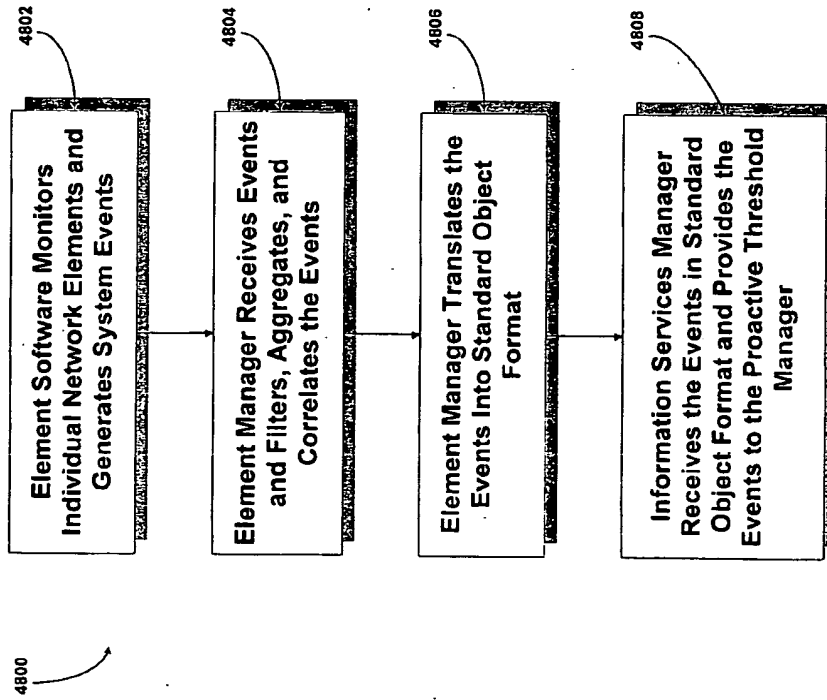 4800
4802
Element Software Monitors
Individual Network Elements and
Generates System Events
4804
Element Manager Receives Events
and Filters, Aggregates, and
Correlates the Events
4806
Element Manager Translates the
Events Into Standard Object
Format
4808
Information Services Manager
Receives the Events in Standard
Object Format and Provides the
Events to the Proactive Threshold
Manager